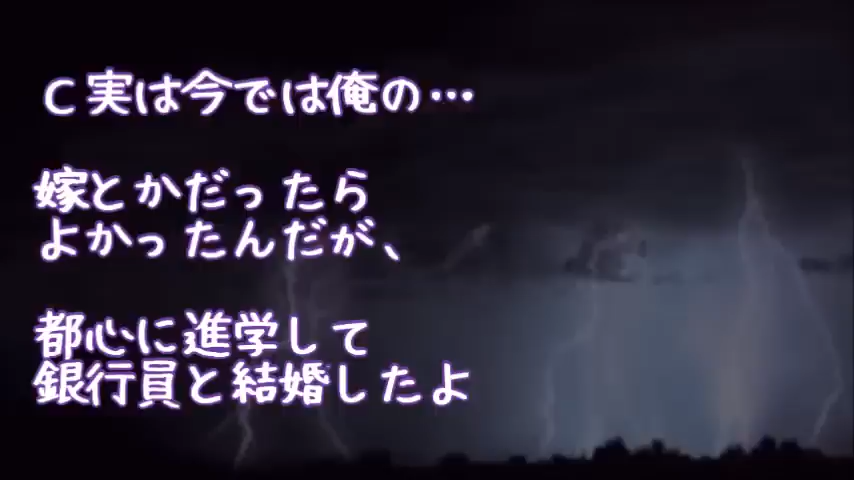 C実は今では俺の…
嫁とかだったら
よかったんだが、
都心に進学して
銀行員と結婚したよ